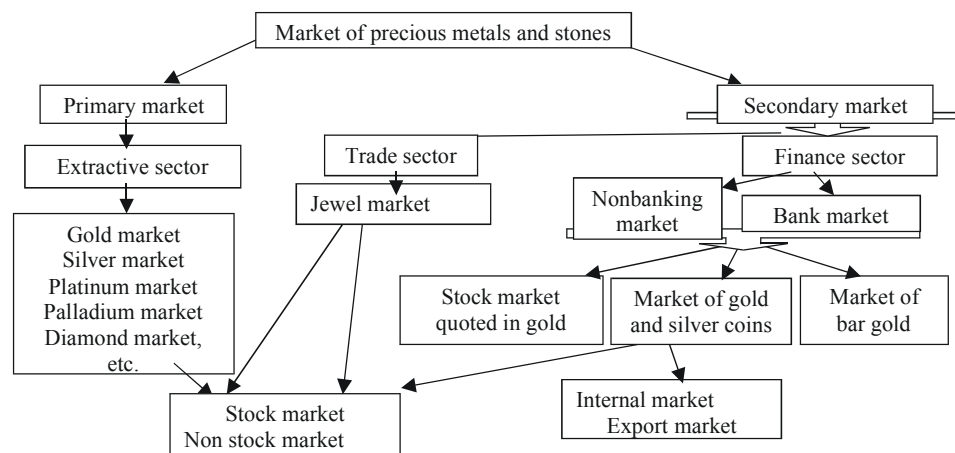 Market of precious metals and stones
Primary market
Secondary market
Extractive sector
Trade sector
Finance sector
Jewel market
Nonbanking
market
Bank market
Gold market
Silver market
Platinum market
Palladium market
Diamond market,
etc.
Stock market
quoted in gold
Market of gold
and silver coins
Market of
bar gold
Stock market
Non stock market
Internal market
Export market